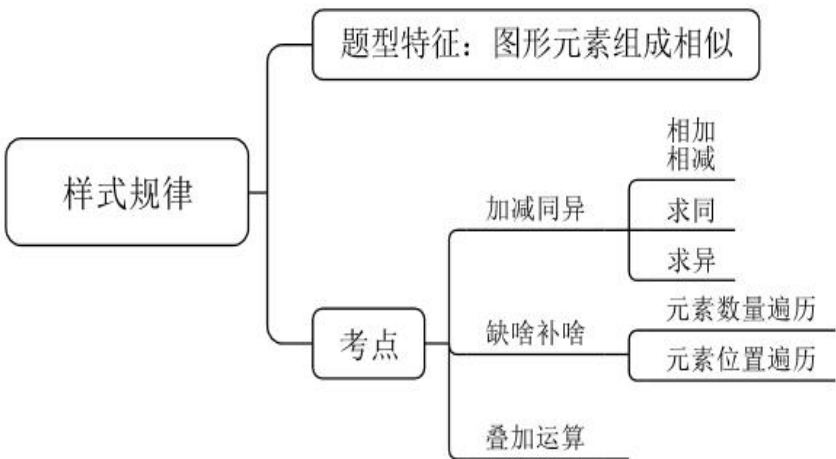 题型特征：图形元素组成相似
样式规律
考点
加减同异
相加
相减
求同
求异
缺啥补啥
元素数量遍历
元素位置遍历
叠加运算